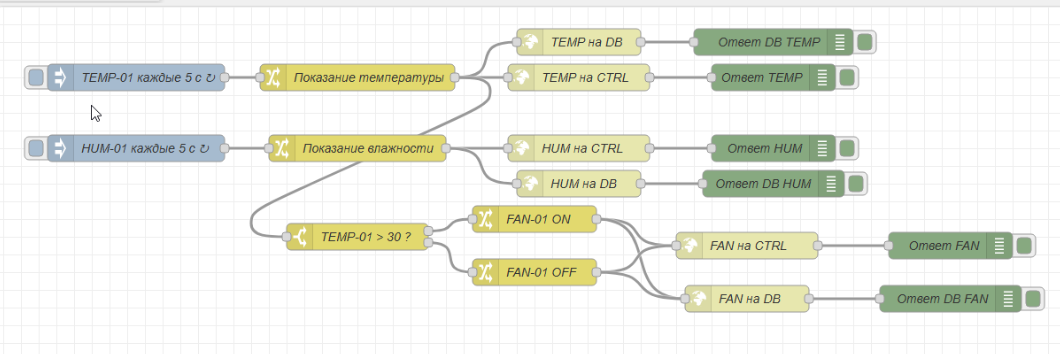 TEMP на DB
Ответ DB TEMP
TEMP-01 каждые 5 с ↻
Показание температуры
TEMP на CTRL
Ответ TEMP
HUM-01 каждые 5 с ↻
Показание влажности
HUM на CTRL
Ответ HUM
HUM на DB
Ответ DB HUM
FAN-01 ON
TEMP-01 > 30 ?
FAN на CTRL
Ответ FAN
FAN-01 OFF
FAN на DB
Ответ DB FAN